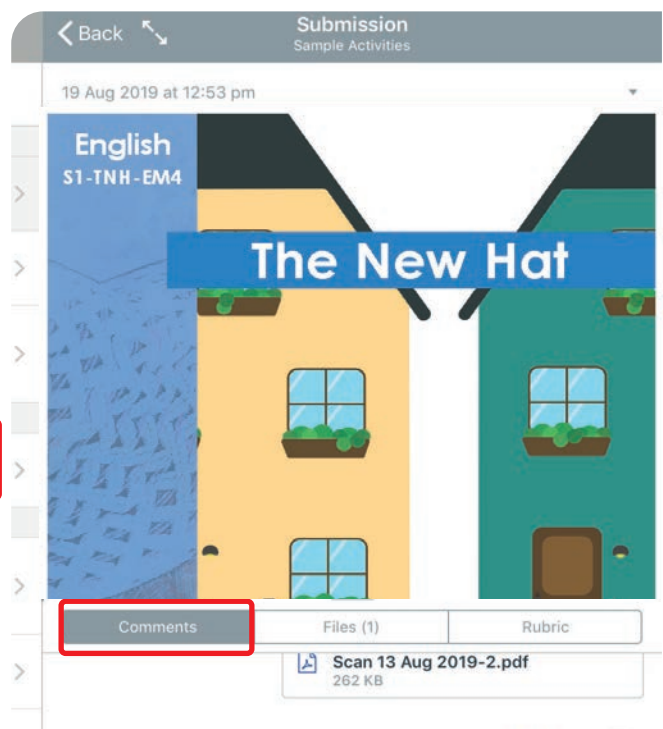 Back
Submission
Sample Activities
19 Aug 2019 at 12:53 pm
English
S1-TNH-EM4
The New Hat
Comments
Files (1)
Rubric
Scan 13 Aug 2019-2.pdf
262 KB